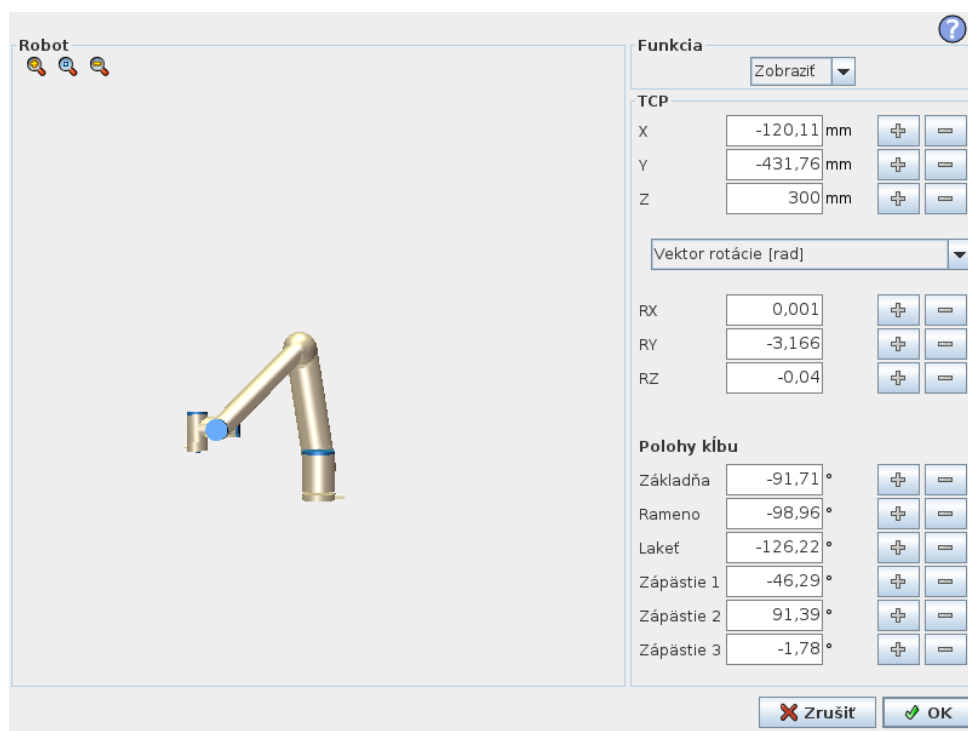 Robot
Funkcia
Zobraziť
TCP
X -120,11 mm
Y -431,76 mm
Z 300 mm
Vektor rotácie [rad]
RX 0,001
RY -3,166
RZ -0,04
Polohy kĺbu
Základňa -91,71 °
Rameno -98,96 °
Lakeť -126,22 °
Zápästie 1 -46,29 °
Zápästie 2 91,39 °
Zápästie 3 -1,78 °
Zrušiť OK